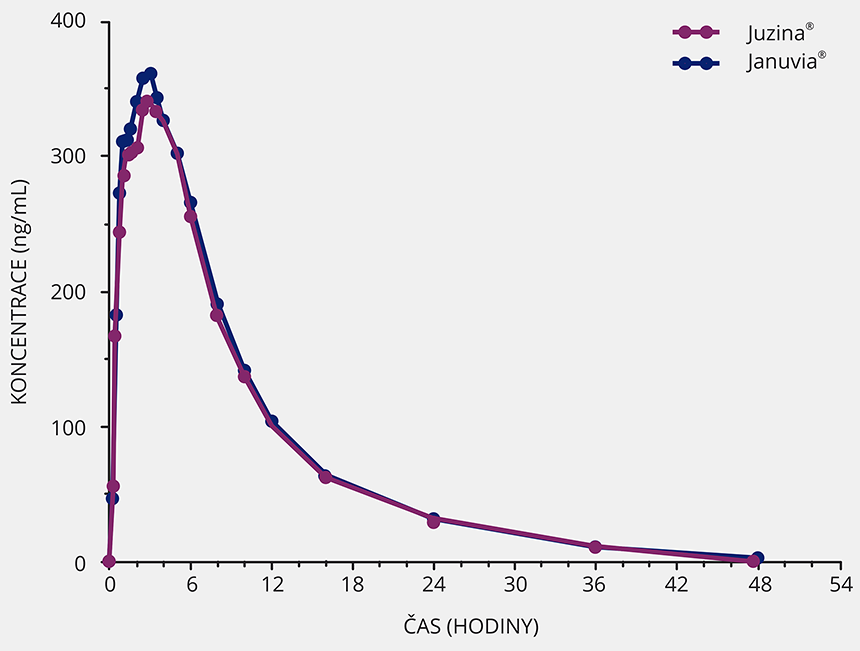 Juzina®
Januvia®
400
300
200
100
0
KONCENTRACE (ng/mL)
0 6 12 18 24 30 36 42 48 54
ČAS (HODINY)